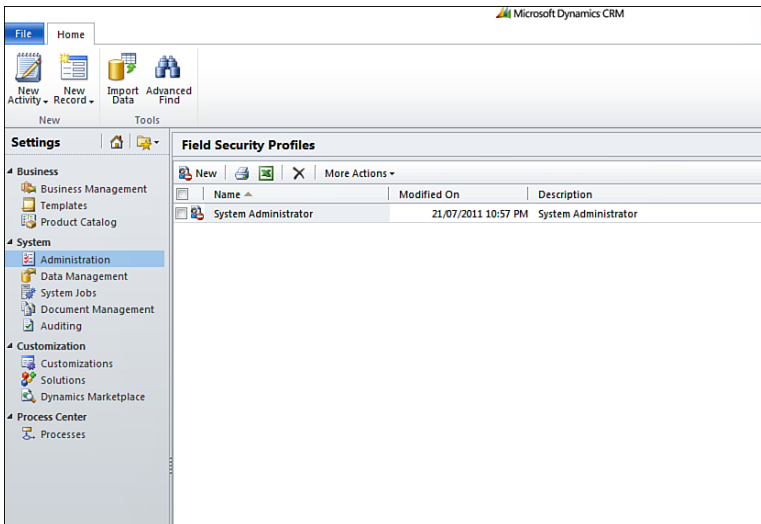 Microsoft Dynamics CRM
File Home
New Activity New Record Import Data Advanced Find
New Tools
Settings
Field Security Profiles
New More Actions
Name Modified On Description
System Administrator 21/07/2011 10:57 PM System Administrator
Business
Business Management
Templates
Product Catalog
System
Administration
Data Management
System Jobs
Document Management
Auditing
Customization
Customizations
Solutions
Dynamics Marketplace
Process Center
Processes